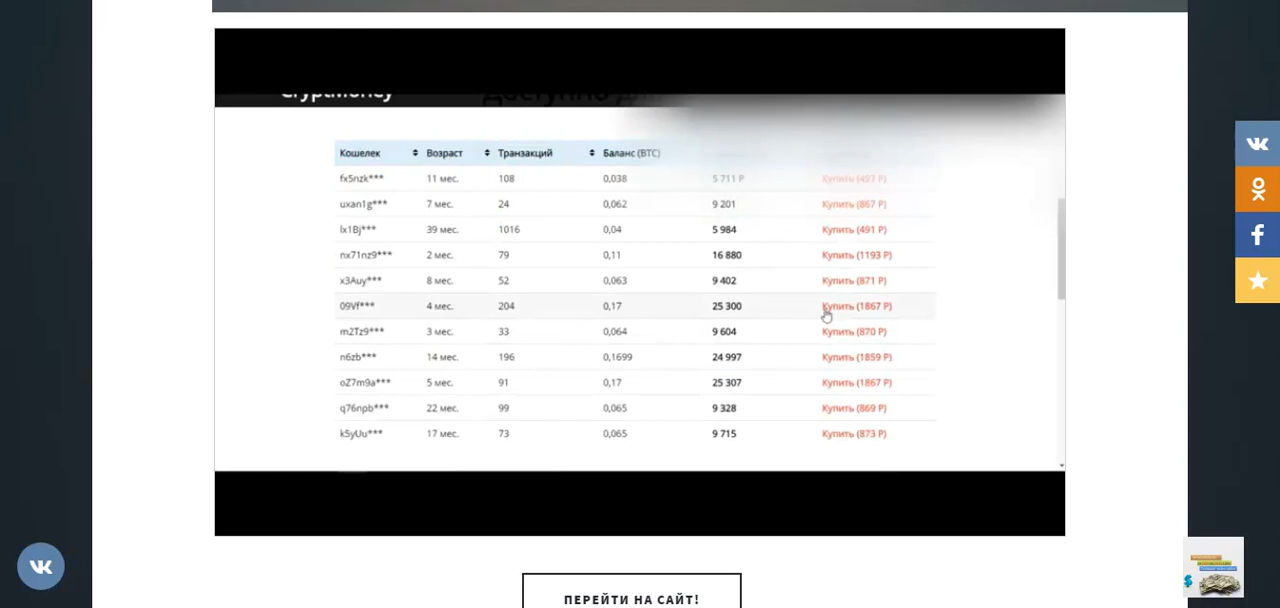 CryptMoney доступно для
Кошелек Возраст Транзакций Баланс (BTC)
fx5nzk*** 11 мес. 108 0,038 5 711 Р Купить (497 Р)
uxan1g*** 7 мес. 24 0,062 9 201 Купить (867 Р)
lx1Bj*** 39 мес. 1016 0,04 5 984 Купить (491 Р)
nx71nz9*** 2 мес. 79 0,11 16 880 Купить (1193 Р)
x3Auy*** 8 мес. 52 0,063 9 402 Купить (871 Р)
09Vf*** 4 мес. 204 0,17 25 300 Купить (1867 Р)
m2Tz9*** 3 мес. 33 0,064 9 604 Купить (870 Р)
n6zb*** 14 мес. 196 0,1699 24 997 Купить (1859 Р)
oZ7m9a*** 5 мес. 91 0,17 25 307 Купить (1867 Р)
q76npb*** 22 мес. 99 0,065 9 328 Купить (869 Р)
k5yUu*** 17 мес. 73 0,065 9 715 Купить (873 Р)
ПЕРЕЙТИ НА САЙТ!